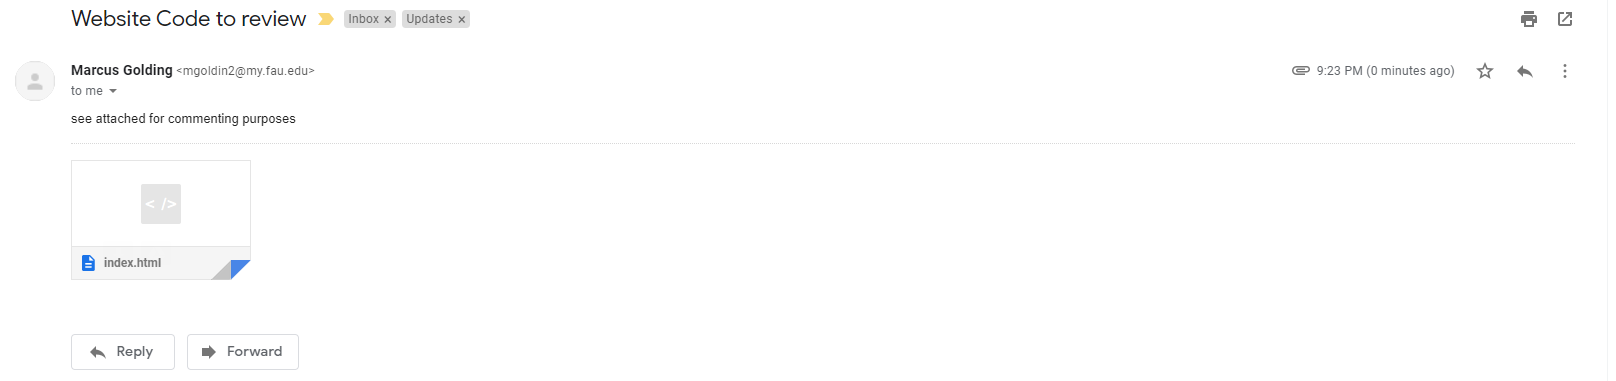 Website Code to review Inbox × Updates ×
Marcus Golding <mgoldin2@my.fau.edu> 9:23 PM (0 minutes ago)
to me
see attached for commenting purposes
< />
index.html
Reply Forward